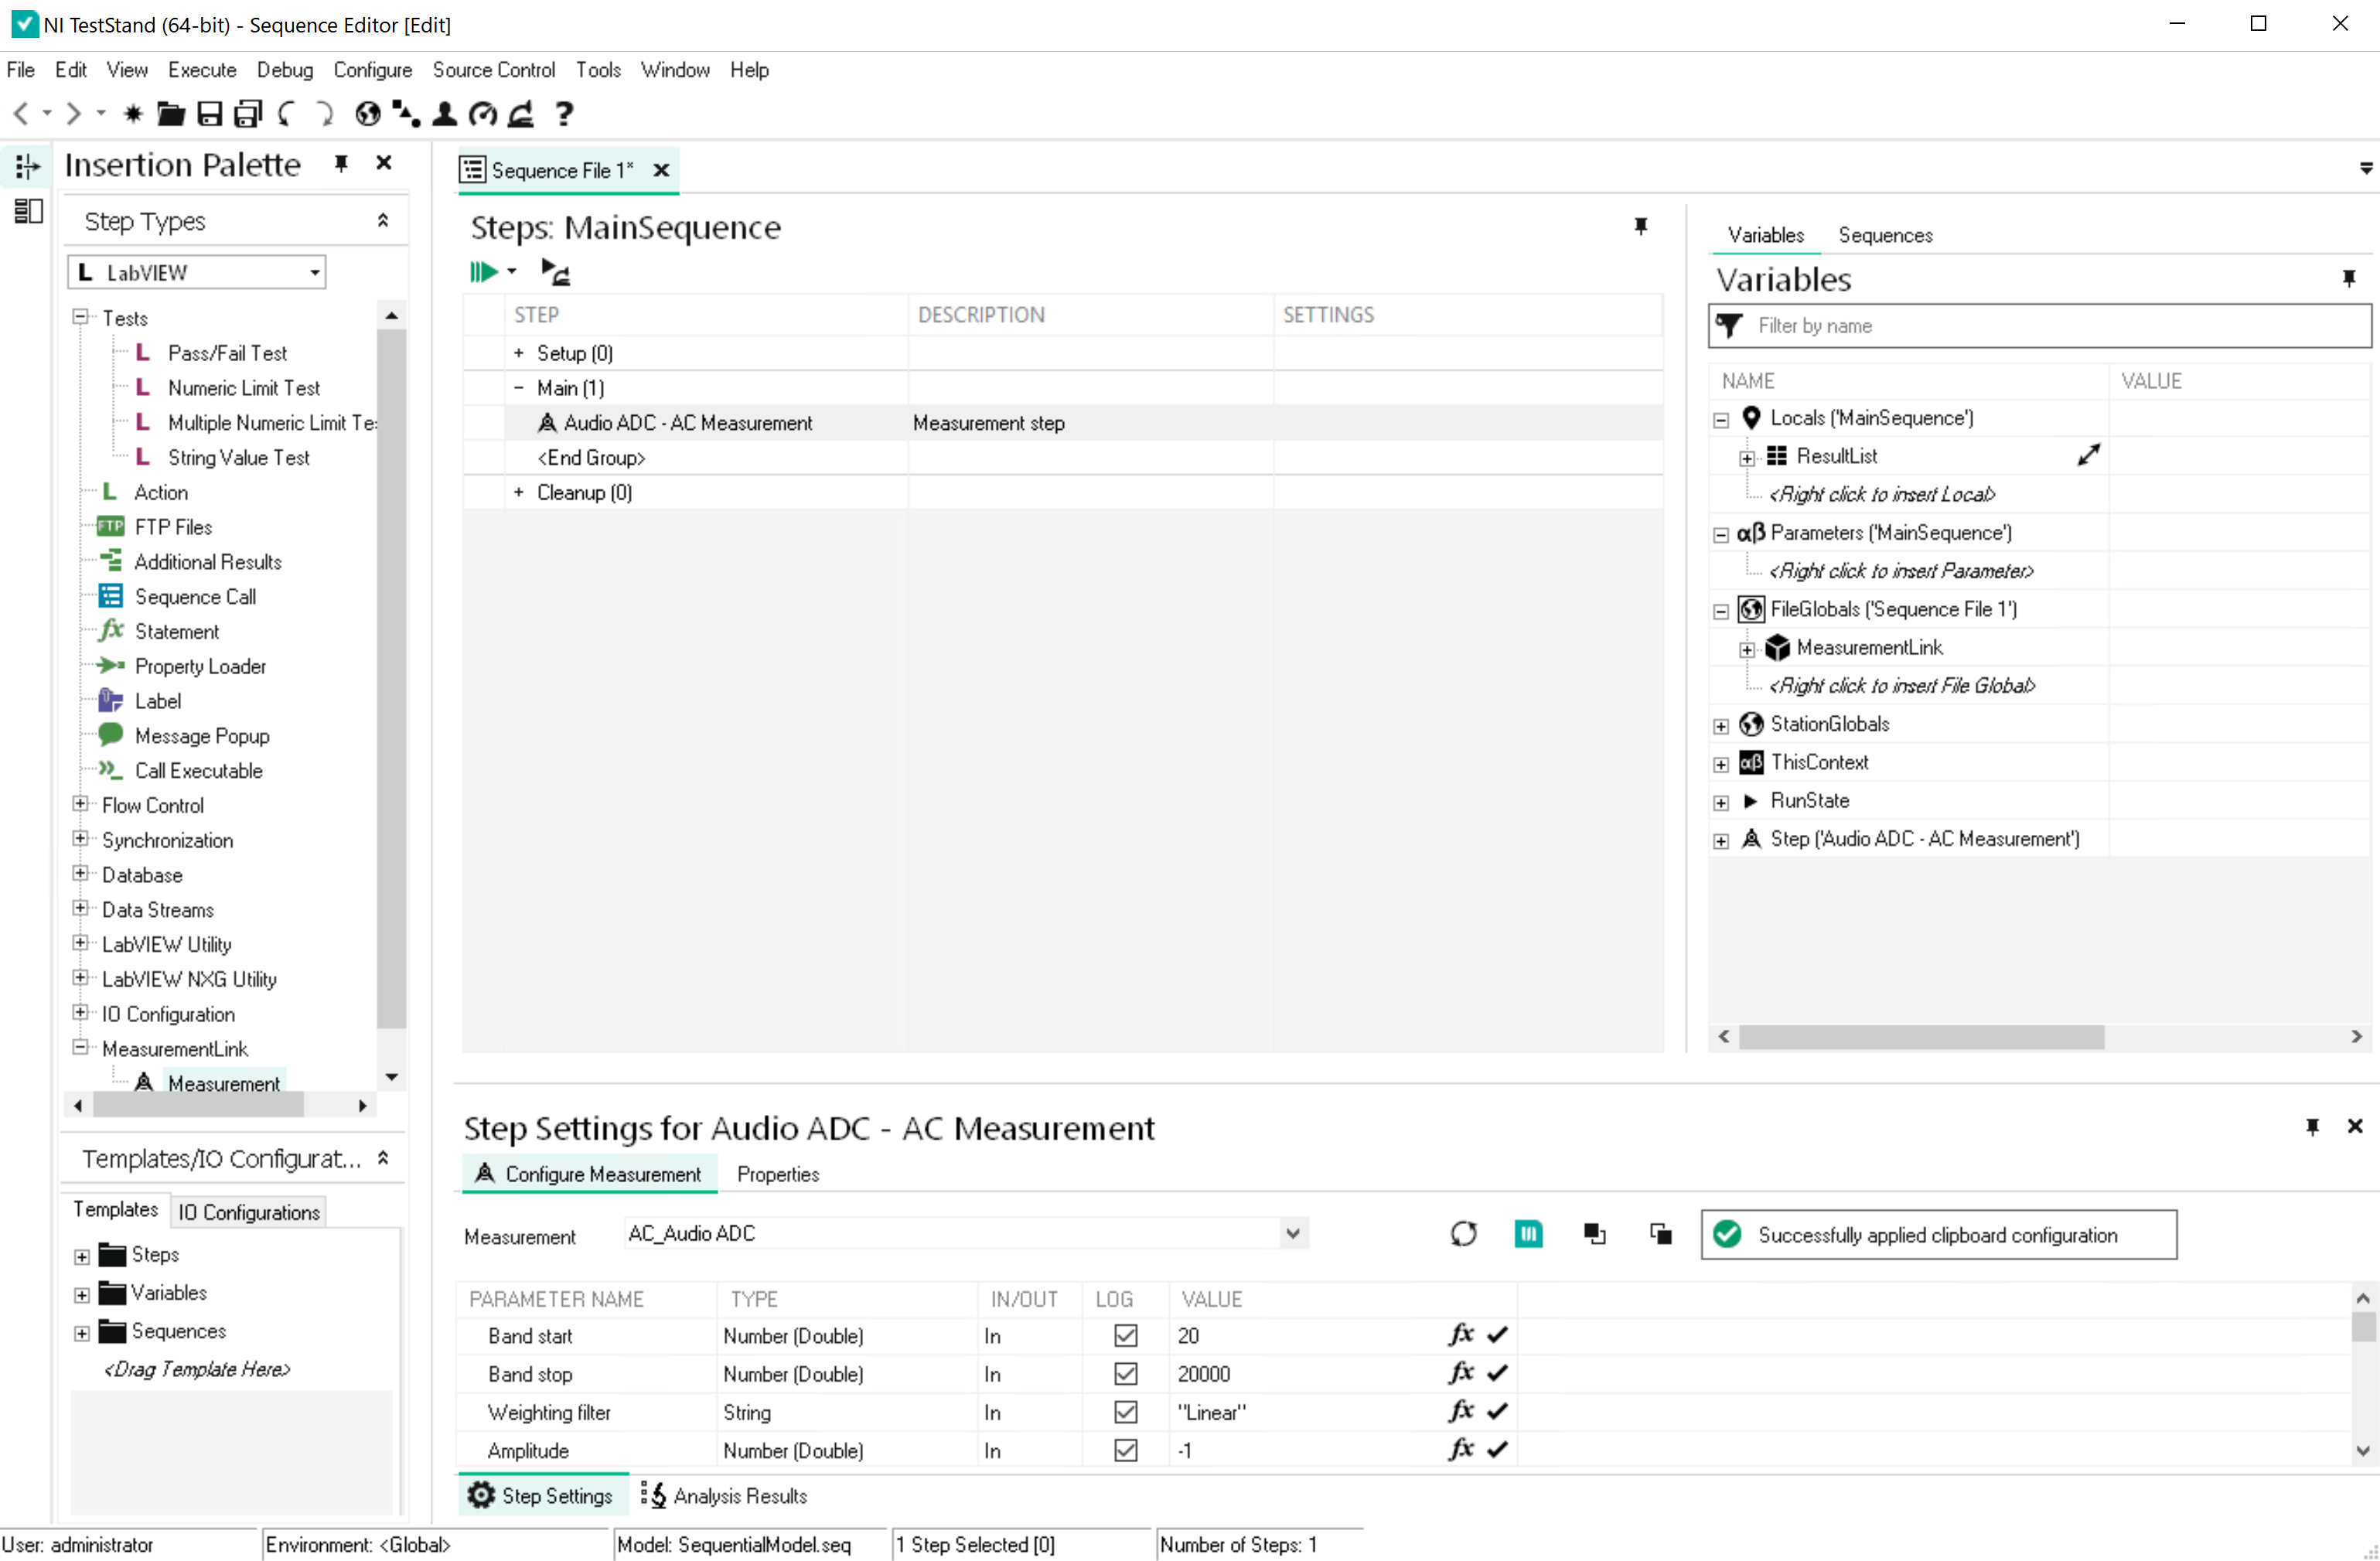 NI TestStand (64-bit) - Sequence Editor [Edit]
File Edit View Execute Debug Configure Source Control Tools Window Help
Insertion Palette
Step Types
L LabVIEW
Tests
L Pass/Fail Test
L Numeric Limit Test
L Multiple Numeric Limit Te
L String Value Test
L Action
FTP FTP Files
Additional Results
Sequence Call
fx Statement
Property Loader
Label
Message Popup
Call Executable
Flow Control
Synchronization
Database
Data Streams
LabVIEW Utility
LabVIEW NXG Utility
IO Configuration
MeasurementLink
Measurement
Templates/IO Configurat...
Templates IO Configurations
Steps
Variables
Sequences
<Drag Template Here>
Sequence File 1*
Steps: MainSequence
STEP DESCRIPTION SETTINGS
+ Setup (0)
- Main (1)
Audio ADC - AC Measurement Measurement step
<End Group>
+ Cleanup (0)
Variables Sequences
Variables
Filter by name
NAME VALUE
Locals ('MainSequence')
ResultList
<Right click to insert Local>
αβ Parameters ('MainSequence')
<Right click to insert Parameter>
FileGlobals ('Sequence File 1')
MeasurementLink
<Right click to insert File Global>
StationGlobals
αβ ThisContext
RunState
Step ('Audio ADC - AC Measurement')
Step Settings for Audio ADC - AC Measurement
Configure Measurement Properties
Measurement AC_Audio ADC
Successfully applied clipboard configuration
PARAMETER NAME TYPE IN/OUT LOG VALUE
Band start Number (Double) In 20 fx
Band stop Number (Double) In 20000 fx
Weighting filter String In "Linear" fx
Amplitude Number (Double) In -1 fx
Step Settings Analysis Results
User: administrator Environment: <Global> Model: SequentialModel.seq 1 Step Selected [0] Number of Steps: 1